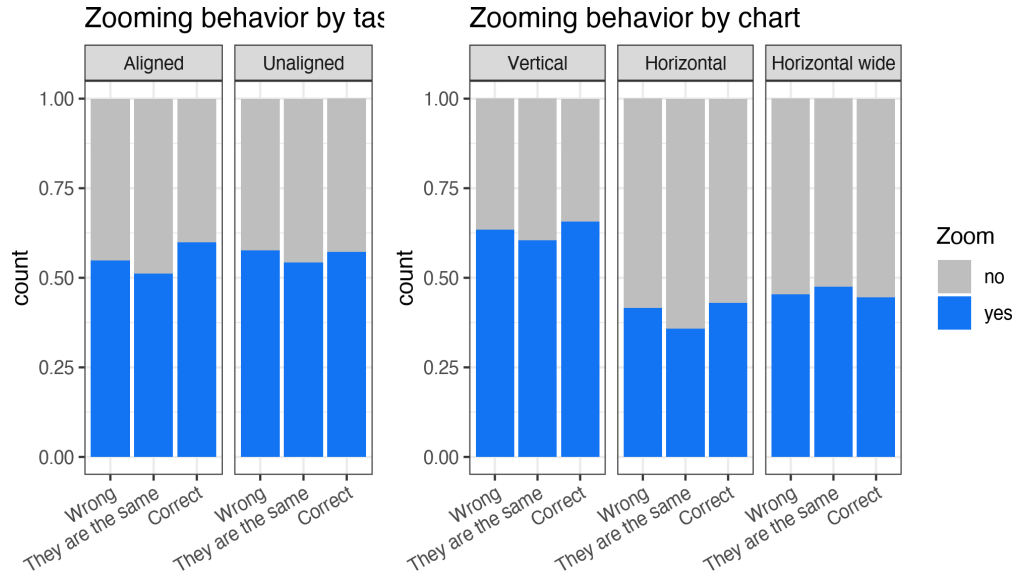 Zooming behavior by tas
Aligned
Unaligned
count
1.00
0.75
0.50
0.25
0.00
Wrong
They are the same
Correct
Wrong
They are the same
Correct
Zooming behavior by chart
Vertical
Horizontal
Horizontal wide
count
1.00
0.75
0.50
0.25
0.00
Wrong
They are the same
Correct
Wrong
They are the same
Correct
Wrong
They are the same
Correct
Zoom
no
yes